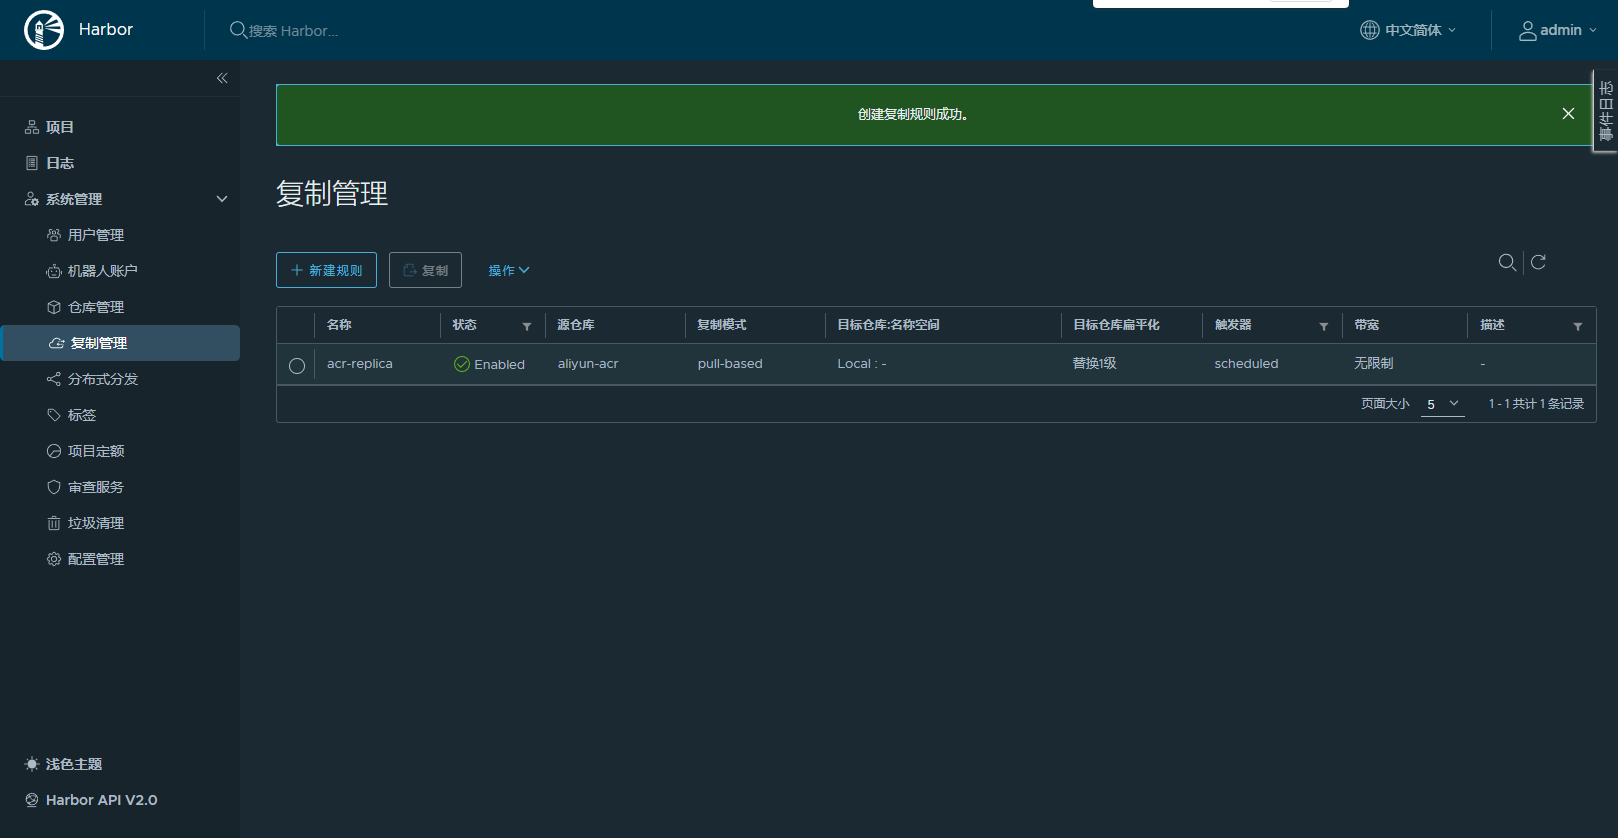 Harbor
搜索 Harbor...
中文简体
admin
事件日志
创建复制规则成功。
项目
日志
系统管理
用户管理
机器人账户
仓库管理
复制管理
分布式分发
标签
项目定额
审查服务
垃圾清理
配置管理
浅色主题
Harbor API V2.0
复制管理
新建规则 复制 操作
名称 状态 源仓库 复制模式 目标仓库:名称空间 目标仓库扁平化 触发器 带宽 描述
acr-replica Enabled aliyun-acr pull-based Local : - 替换1级 scheduled 无限制 -
页面大小 5 1 - 1 共计 1 条记录